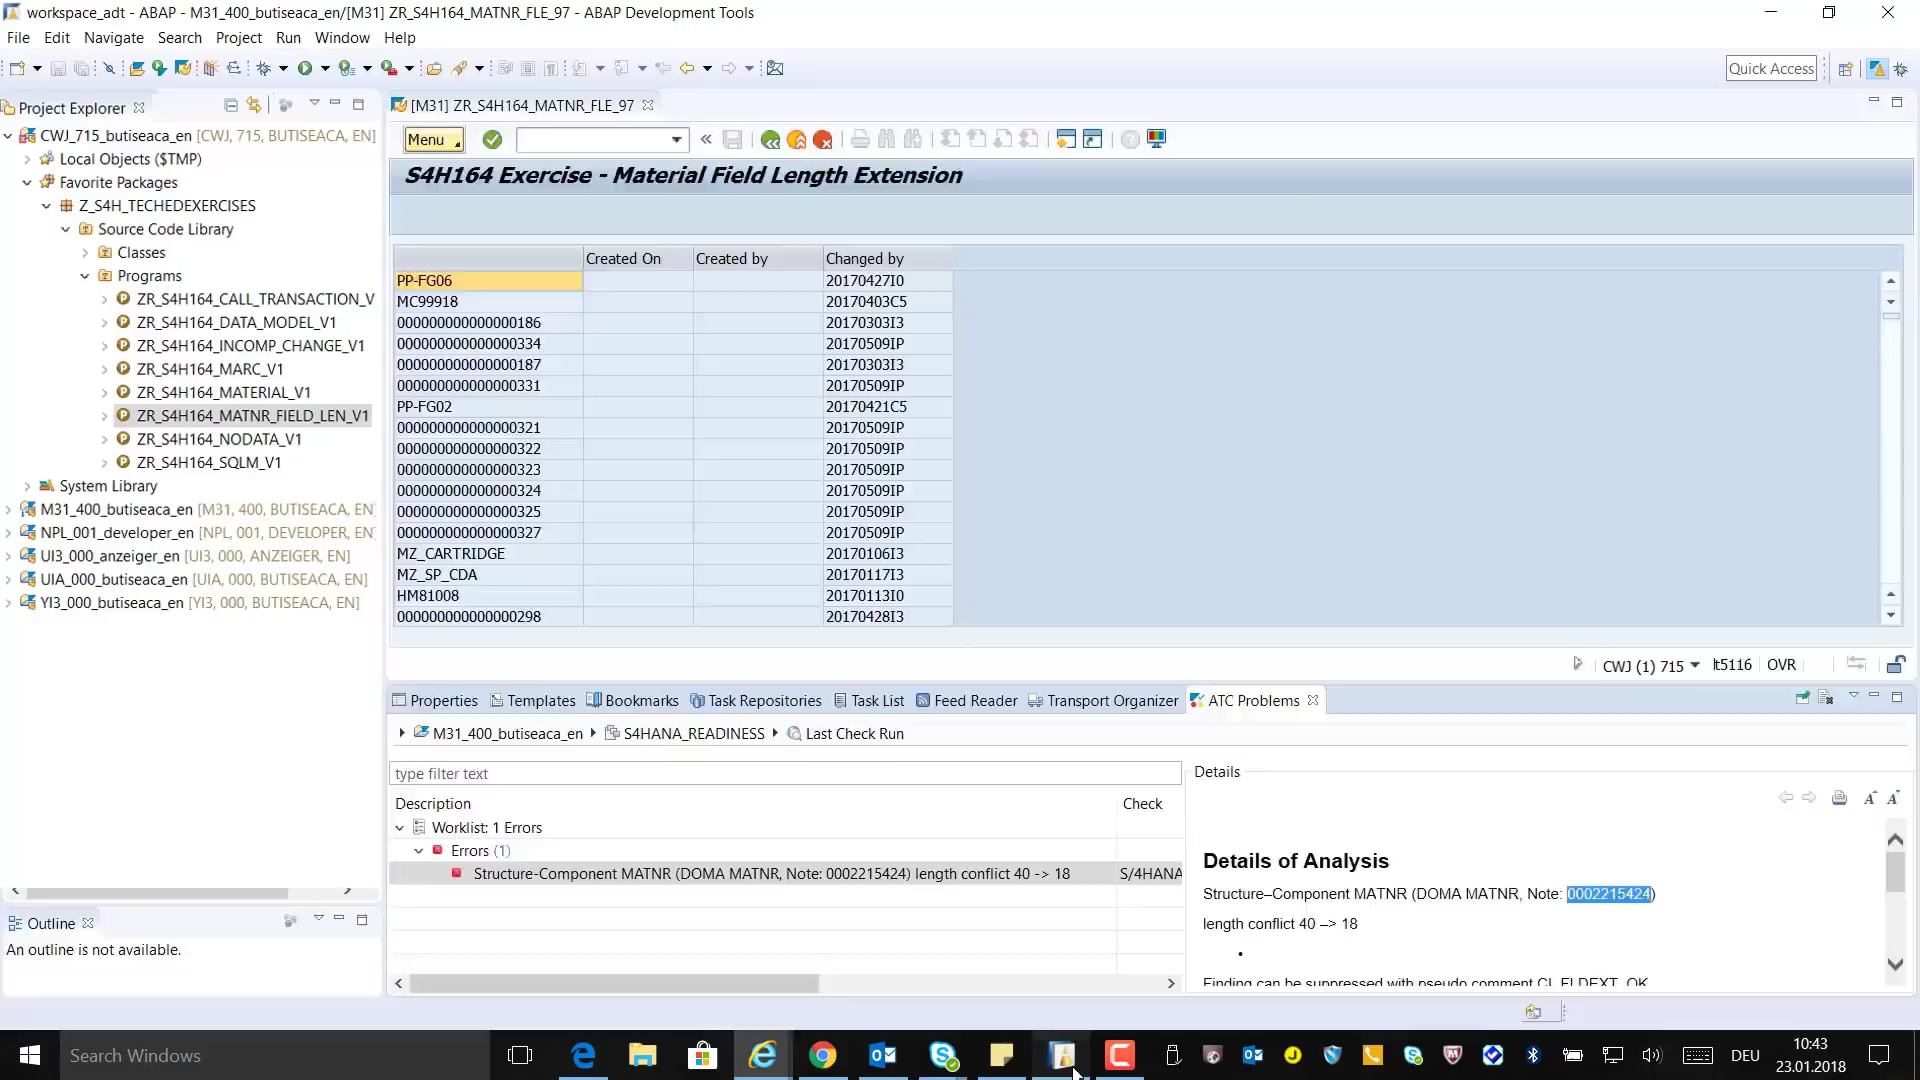 workspace_adt - ABAP - M31_400_butiseaca_en/[M31] ZR_S4H164_MATNR_FLE_97 - ABAP Development Tools
File Edit Navigate Search Project Run Window Help
Quick Access
Project Explorer
CWJ_715_butiseaca_en [CWJ, 715, BUTISEACA, EN]
Local Objects ($TMP)
Favorite Packages
Z_S4H_TECHEDEXERCISES
Source Code Library
Classes
Programs
ZR_S4H164_CALL_TRANSACTION_V
ZR_S4H164_DATA_MODEL_V1
ZR_S4H164_INCOMP_CHANGE_V1
ZR_S4H164_MARC_V1
ZR_S4H164_MATERIAL_V1
ZR_S4H164_MATNR_FIELD_LEN_V1
ZR_S4H164_NODATA_V1
ZR_S4H164_SQLM_V1
System Library
M31_400_butiseaca_en [M31, 400, BUTISEACA, EN]
NPL_001_developer_en [NPL, 001, DEVELOPER, EN]
UI3_000_anzeiger_en [UI3, 000, ANZEIGER, EN]
UIA_000_butiseaca_en [UIA, 000, BUTISEACA, EN]
YI3_000_butiseaca_en [YI3, 000, BUTISEACA, EN]
Outline
An outline is not available.
[M31] ZR_S4H164_MATNR_FLE_97
Menu
S4H164 Exercise - Material Field Length Extension
Created On Created by Changed by
PP-FG06 20170427I0
MC99918 20170403C5
000000000000000186 20170303I3
000000000000000334 20170509IP
000000000000000187 20170303I3
000000000000000331 20170509IP
PP-FG02 20170421C5
000000000000000321 20170509IP
000000000000000322 20170509IP
000000000000000323 20170509IP
000000000000000324 20170509IP
000000000000000325 20170509IP
000000000000000327 20170509IP
MZ_CARTRIDGE 20170106I3
MZ_SP_CDA 20170117I3
HM81008 20170113I0
000000000000000298 20170428I3
CWJ (1) 715 lt5116 OVR
Properties Templates Bookmarks Task Repositories Task List Feed Reader Transport Organizer ATC Problems
M31_400_butiseaca_en S4HANA_READINESS Last Check Run
type filter text
Description Check
Worklist: 1 Errors
Errors (1)
Structure-Component MATNR (DOMA MATNR, Note: 0002215424) length conflict 40 -> 18 S/4HANA
Details
Details of Analysis
Structure–Component MATNR (DOMA MATNR, Note: 0002215424)
length conflict 40 –> 18
•
Finding can be suppressed with pseudo comment CI_FLDEXT_OK
Search Windows
DEU
10:43
23.01.2018